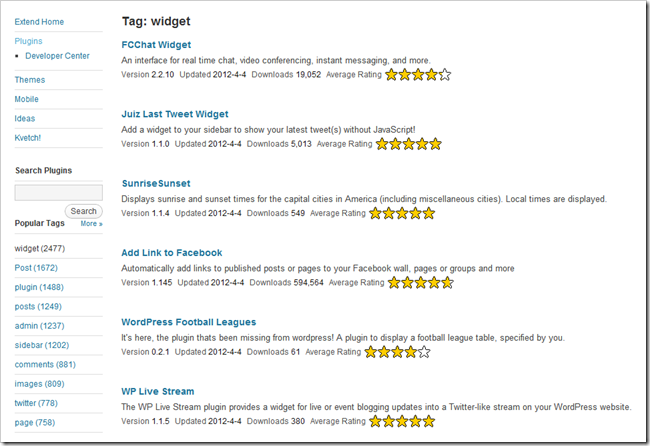 Extend Home
Plugins
Developer Center
Themes
Mobile
Ideas
Kvetch!
Search Plugins
Search
Popular Tags More »
widget (2477)
Post (1672)
plugin (1488)
posts (1249)
admin (1237)
sidebar (1202)
comments (881)
images (809)
twitter (778)
page (758)
Tag: widget
FCChat Widget
An interface for real time chat, video conferencing, instant messaging, and more.
Version 2.2.10 Updated 2012-4-4 Downloads 19,052 Average Rating
Juiz Last Tweet Widget
Add a widget to your sidebar to show your latest tweet(s) without JavaScript!
Version 1.1.0 Updated 2012-4-4 Downloads 5,013 Average Rating
SunriseSunset
Displays sunrise and sunset times for the capital cities in America (including miscellaneous cities). Local times are displayed.
Version 1.1.4 Updated 2012-4-4 Downloads 549 Average Rating
Add Link to Facebook
Automatically add links to published posts or pages to your Facebook wall, pages or groups and more
Version 1.145 Updated 2012-4-4 Downloads 594,564 Average Rating
WordPress Football Leagues
It's here, the plugin thats been missing from wordpress! A plugin to display a football league table, specified by you.
Version 0.2.1 Updated 2012-4-4 Downloads 61 Average Rating
WP Live Stream
The WP Live Stream plugin provides a widget for live or event blogging updates into a Twitter-like stream on your WordPress website.
Version 1.1.5 Updated 2012-4-4 Downloads 380 Average Rating